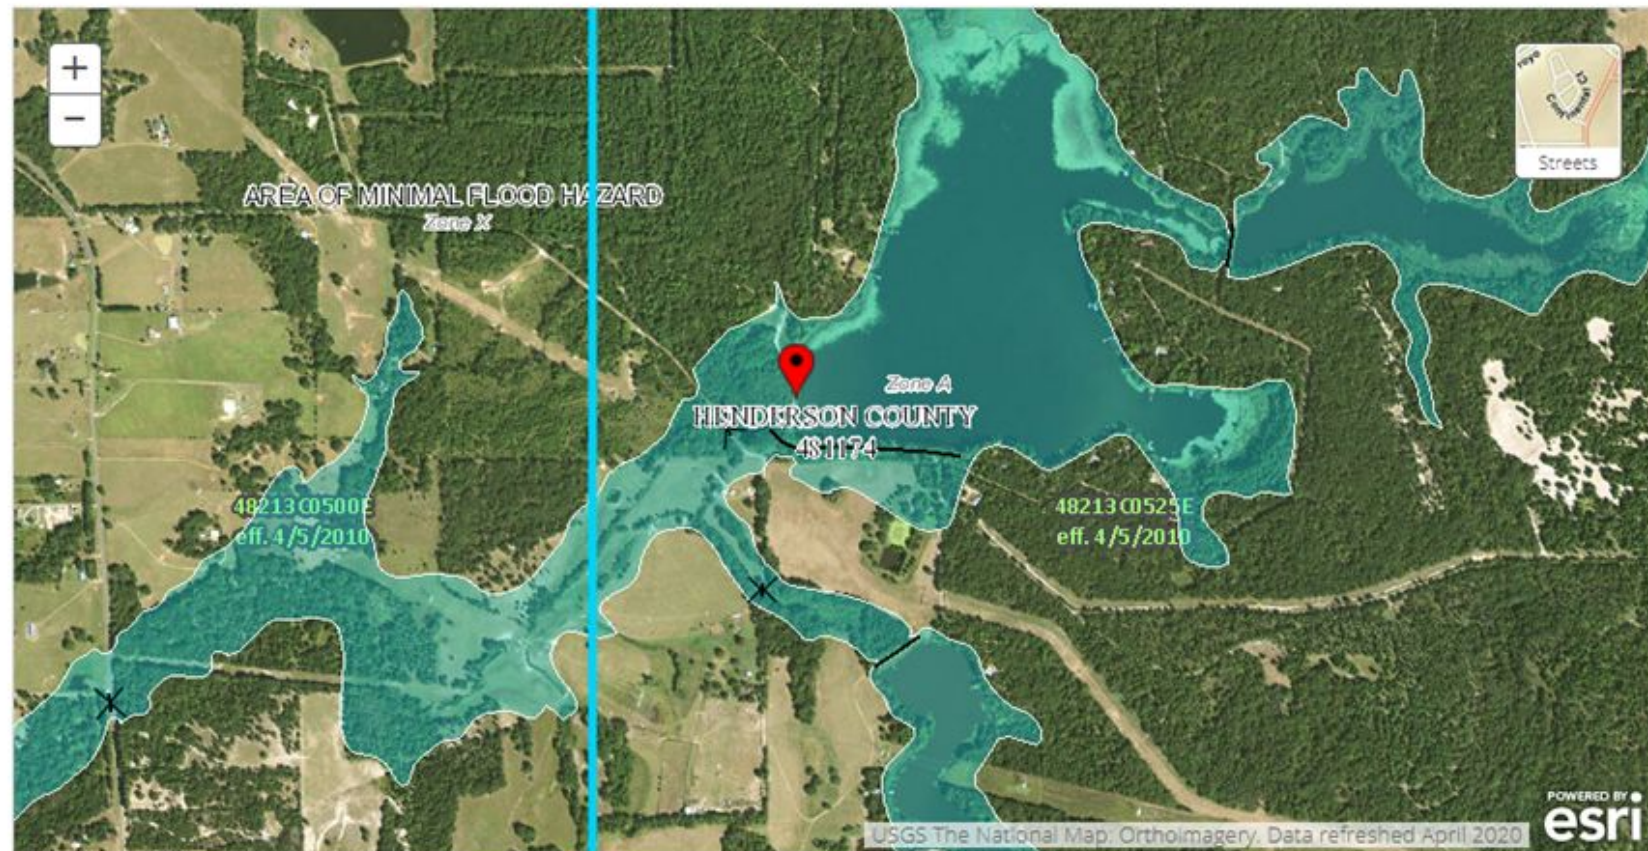 +
−
AREA OF MINIMAL FLOOD HAZARD
Zone X
Streets
Zone A
HENDERSON COUNTY
481174
48213C0500E
eff. 4/5/2010
48213C0525E
eff. 4/5/2010
USGS The National Map: Orthoimagery. Data refreshed April 2020
POWERED BY
esri